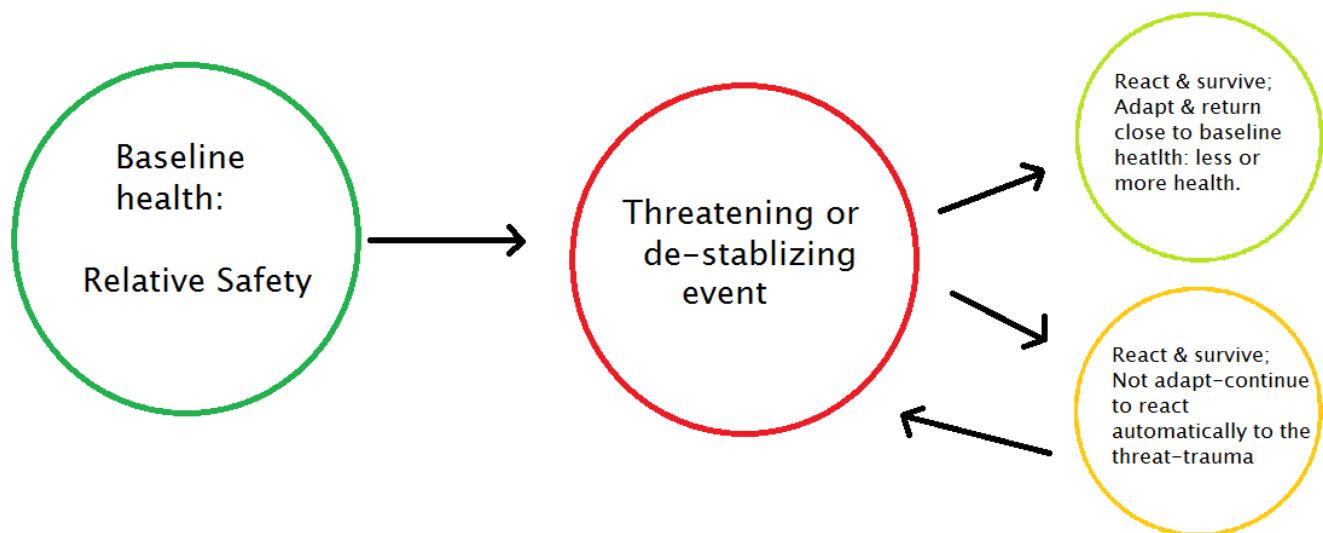 Baseline
health:
Relative Safety
Threatening or
de-stablizing
event
React & survive;
Adapt & return
close to baseline
heatlth: less or
more health.
React & survive;
Not adapt-continue
to react
automatically to the
threat-trauma